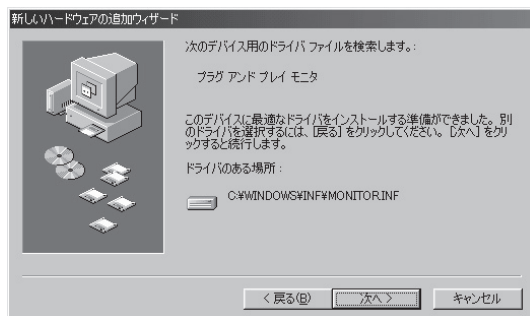 新しいハードウェアの追加ウィザード
次のデバイス用のドライバ ファイルを検索します。:
プラグ アンド プレイ モニタ
このデバイスに最適なドライバをインストールする準備ができました。別
のドライバを選択するには、[戻る] をクリックしてください。[次へ] をクリ
ックすると続行します。
ドライバのある場所 :
C:¥WINDOWS¥INF¥MONITOR.INF
< 戻る(B)
次へ >
キャンセル